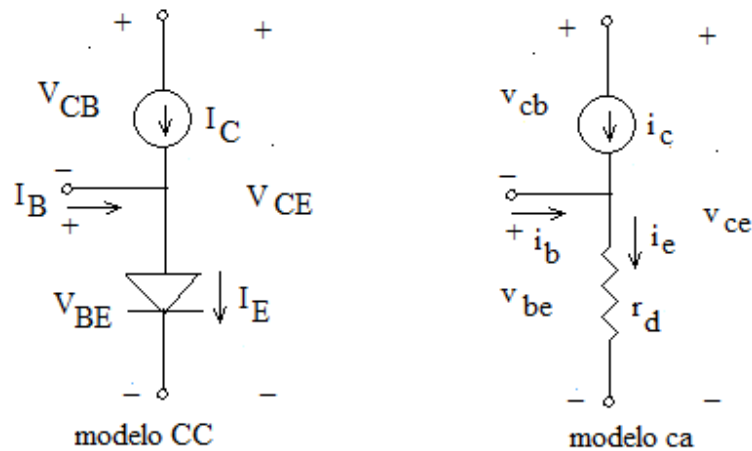 + +
V_CB
I_C
−
I_B
+
V_CE
V_BE
I_E
− −
modelo CC
+ +
v_cb
i_c
−
+
i_b
i_e
v_ce
v_be
r_d
− −
modelo ca